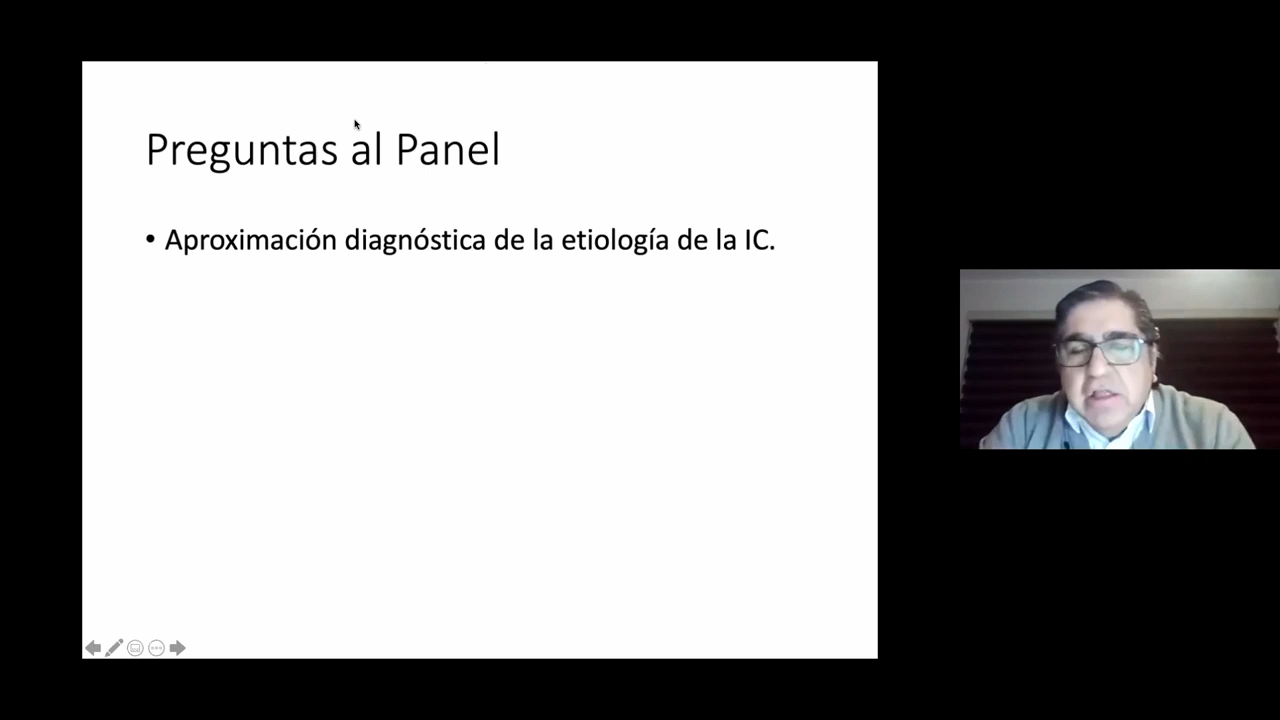 Preguntas al Panel
• Aproximación diagnóstica de la etiología de la IC.